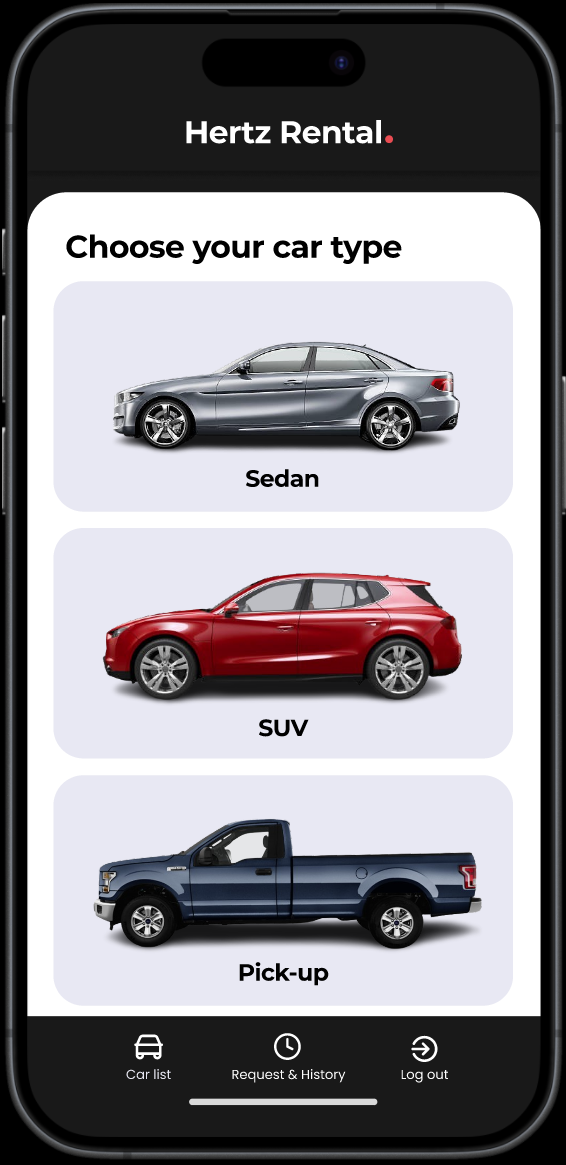 Hertz Rental.
Choose your car type
Sedan
SUV
Pick-up
Car list
Request & History
Log out